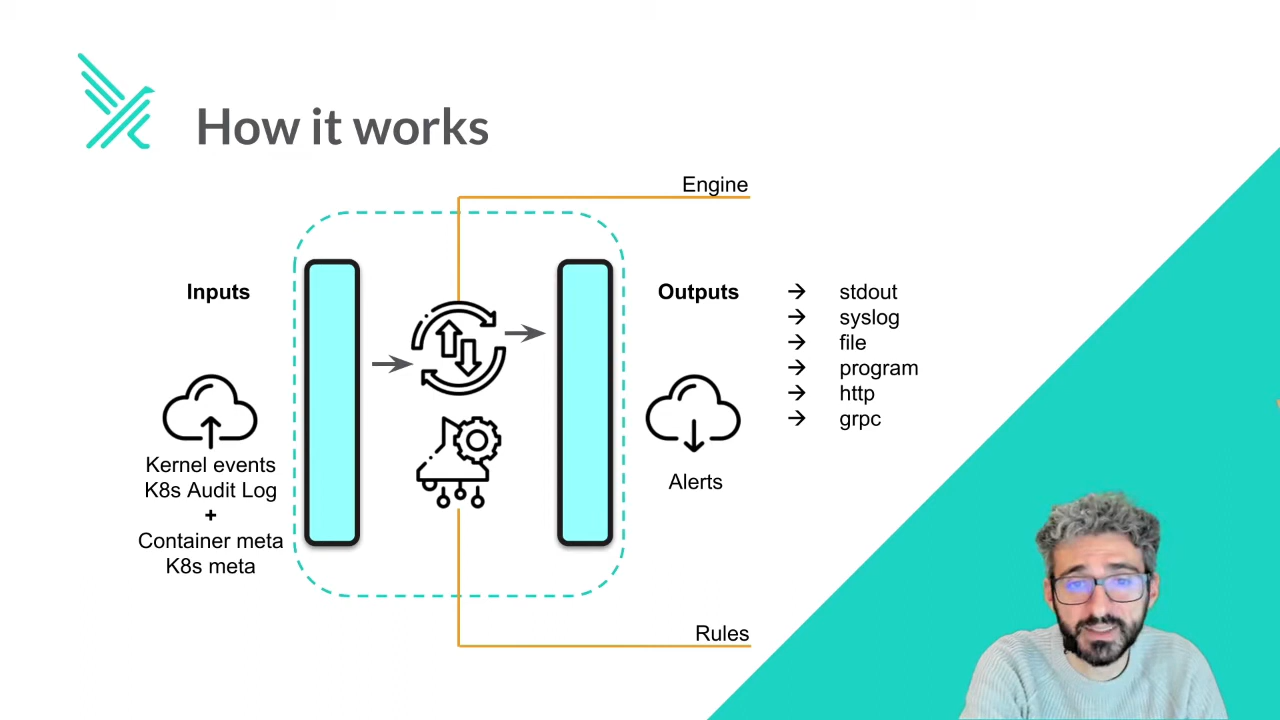 How it works
Engine
Inputs
Kernel events
K8s Audit Log
+
Container meta
K8s meta
Outputs
→ stdout
→ syslog
→ file
→ program
→ http
→ grpc
Alerts
Rules